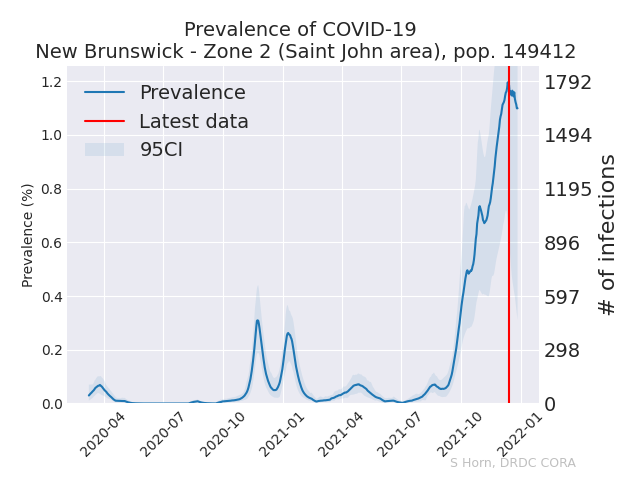 Prevalence of COVID-19
New Brunswick - Zone 2 (Saint John area), pop. 149412
Prevalence
Latest data
95CI
Prevalence (%)
1.2
1.0
0.8
0.6
0.4
0.2
0.0
1792
1494
1195
896
597
298
0
# of infections
2020-04
2020-07
2020-10
2021-01
2021-04
2021-07
2021-10
2022-01
S Horn, DRDC CORA